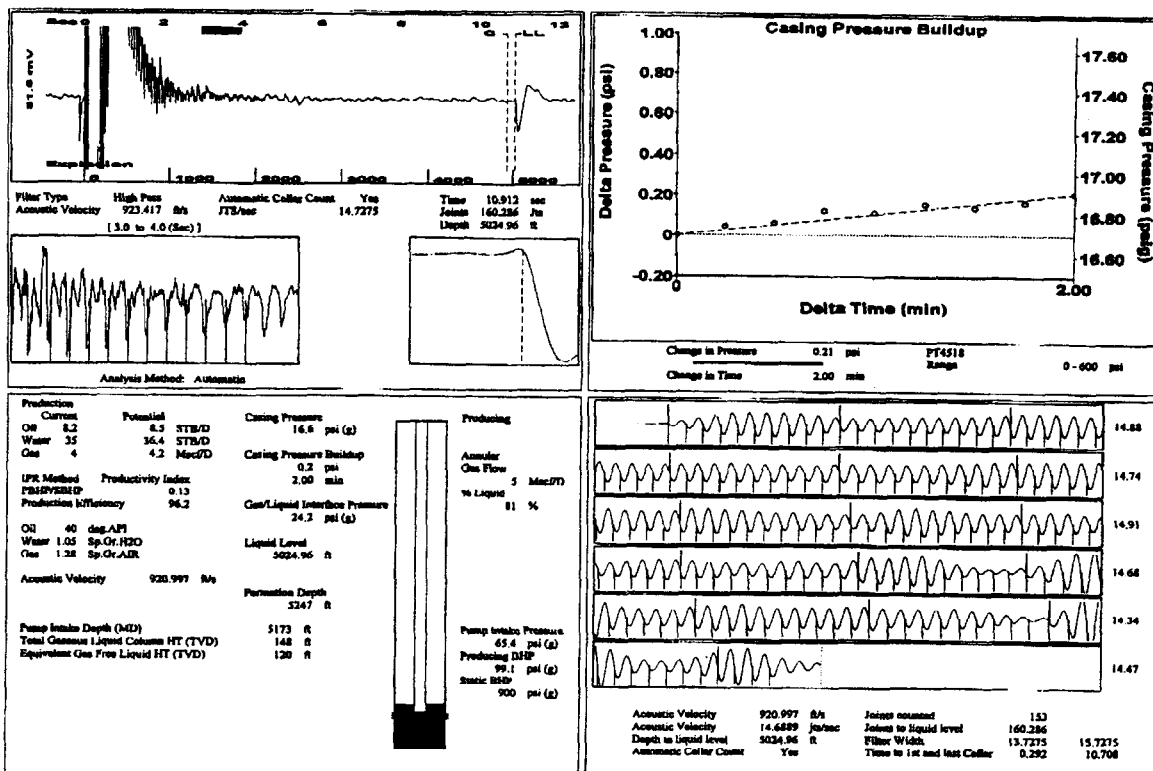 Sec 0 2 4 6 8 10 12
LL
mV
Explosion
0 1000 2000 3000 4000 5000
Filter Type High Pass Automatic Collar Count Yes Time 10.912 sec
Acoustic Velocity 923.417 ft/s JTS/sec 14.7275 Joints 160.286 Jts
Depth 5024.96 ft
[ 3.0 to 4.0 (Sec) ]
Analysis Method: Automatic
Casing Pressure Buildup
Delta Pressure (psi)
1.00
0.80
0.60
0.40
0.20
0
-0.20
17.60
17.40
17.20
17.00
16.80
16.60
Casing Pressure (psig)
0 2.00
Delta Time (min)
Change in Pressure 0.21 psi PT4518
Range 0 - 600 psi
Change in Time 2.00 min
Production
Current Potential
Oil 8.2 8.5 STB/D
Water 35 36.4 STB/D
Gas 4 4.2 Mscf/D
IPR Method Productivity Index
PBHP/SBHP 0.13
Production Efficiency 96.2
Oil 40 deg.API
Water 1.05 Sp.Gr.H2O
Gas 1.28 Sp.Gr.AIR
Acoustic Velocity 920.997 ft/s
Casing Pressure
16.6 psi (g)
Casing Pressure Buildup
0.2 psi
2.00 min
Gas/Liquid Interface Pressure
24.2 psi (g)
Liquid Level
5024.96 ft
Formation Depth
5247 ft
Pump Intake Depth (MD) 5173 ft
Total Gaseous Liquid Column HT (TVD) 148 ft
Equivalent Gas Free Liquid HT (TVD) 120 ft
Producing
Annular
Gas Flow
5 Mscf/D
% Liquid
81 %
Pump Intake Pressure
65.4 psi (g)
Producing BHP
99.1 psi (g)
Static BHP
900 psi (g)
14.88
14.74
14.91
14.68
14.34
14.47
Acoustic Velocity 920.997 ft/s Joints counted 153
Acoustic Velocity 14.6889 jts/sec Joints to liquid level 160.286
Depth to liquid level 5024.96 ft Filter Width 13.7275 15.7275
Automatic Collar Count Yes Time to 1st and last Collar 0.292 10.708